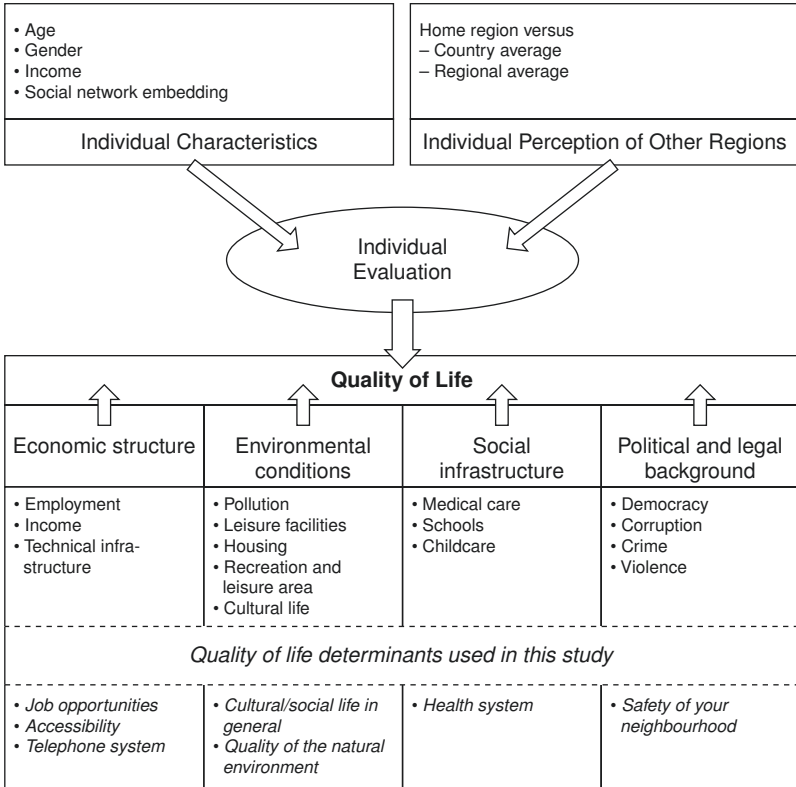 • Age
• Gender
• Income
• Social network embedding
Individual Characteristics
Home region versus
– Country average
– Regional average
Individual Perception of Other Regions
Individual
Evaluation
Quality of Life
Economic structure
• Employment
• Income
• Technical infra-
structure
Environmental
conditions
• Pollution
• Leisure facilities
• Housing
• Recreation and
leisure area
• Cultural life
Social
infrastructure
• Medical care
• Schools
• Childcare
Political and legal
background
• Democracy
• Corruption
• Crime
• Violence
Quality of life determinants used in this study
• Job opportunities
• Accessibility
• Telephone system
• Cultural/social life in
general
• Quality of the natural
environment
• Health system
• Safety of your
neighbourhood